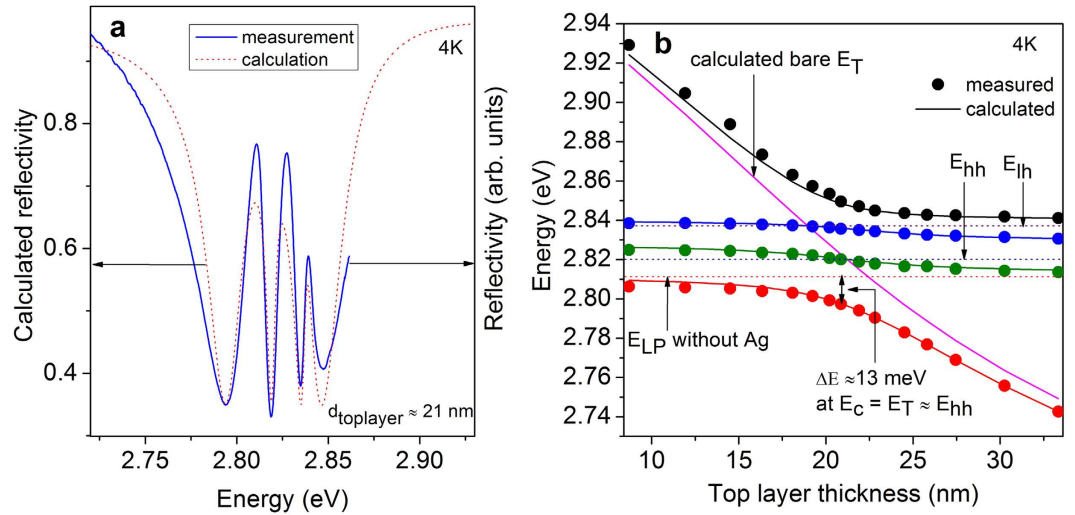 a
measurement
calculation
4K
Calculated reflectivity
0.8
0.6
0.4
Reflectivity (arb. units)
d_toplayer ≈ 21 nm
2.75 2.80 2.85 2.90
Energy (eV)
b
4K
calculated bare E_T
measured
calculated
E_hh
E_lh
E_LP without Ag
ΔE ≈13 meV
at E_c = E_T ≈ E_hh
Energy (eV)
2.94
2.92
2.90
2.88
2.86
2.84
2.82
2.80
2.78
2.76
2.74
10 15 20 25 30
Top layer thickness (nm)